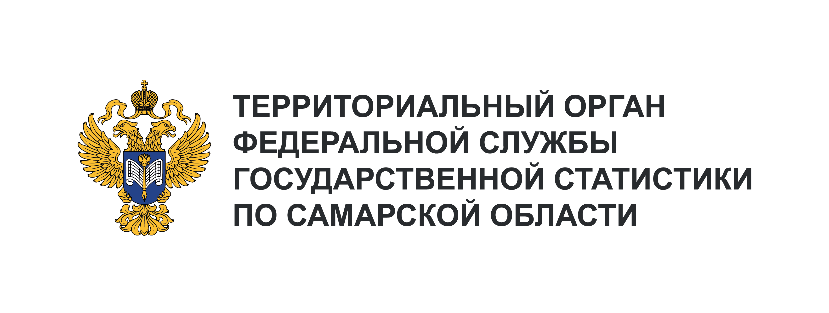 ТЕРРИТОРИАЛЬНЫЙ ОРГАН
ФЕДЕРАЛЬНОЙ СЛУЖБЫ
ГОСУДАРСТВЕННОЙ СТАТИСТИКИ
ПО САМАРСКОЙ ОБЛАСТИ